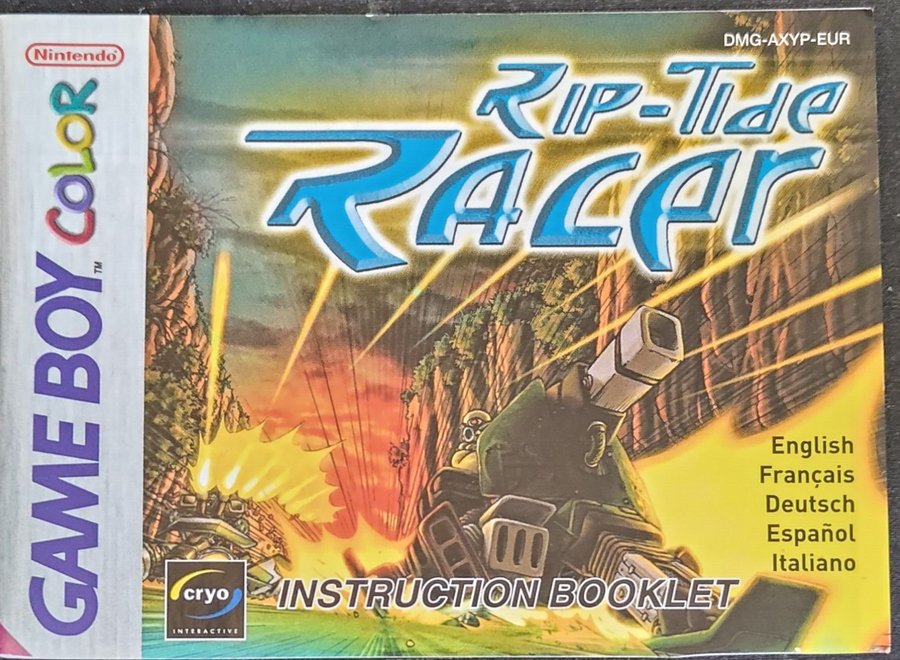 Nintendo
GAME BOY COLOR
TM
DMG-AXYP-EUR
RIP-TIDE
RACER
English
Français
Deutsch
Español
Italiano
cryo
INTERACTIVE
INSTRUCTION BOOKLET